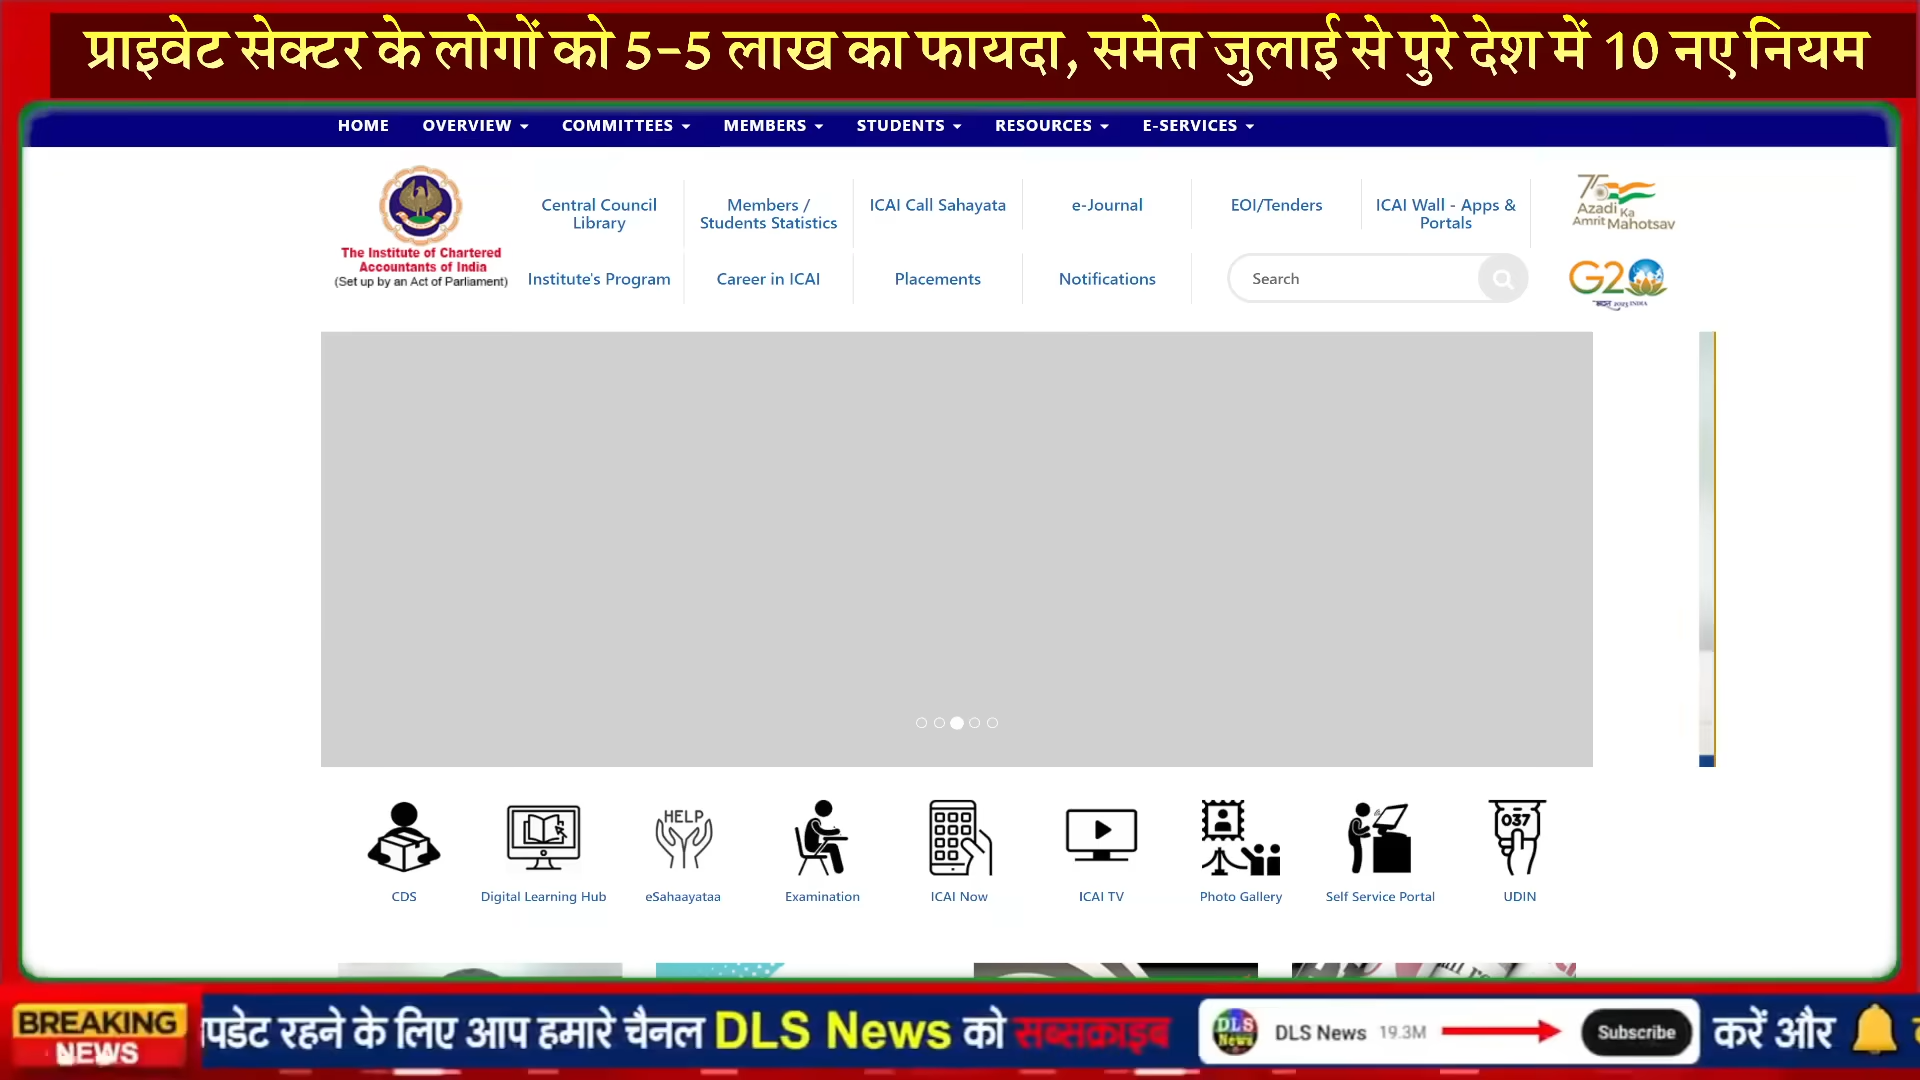 प्राइवेट सेक्टर के लोगों को 5-5 लाख का फायदा, समेत जुलाई से पुरे देश में 10 नए नियम
HOME OVERVIEW COMMITTEES MEMBERS STUDENTS RESOURCES E-SERVICES
The Institute of Chartered
Accountants of India
(Set up by an Act of Parliament)
Central Council
Library
Members /
Students Statistics
ICAI Call Sahayata
e-Journal
EOI/Tenders
ICAI Wall - Apps &
Portals
75
Azadi Ka
Amrit Mahotsav
Institute's Program
Career in ICAI
Placements
Notifications
Search
G20
HELP
037
CDS
Digital Learning Hub
eSahaayataa
Examination
ICAI Now
ICAI TV
Photo Gallery
Self Service Portal
UDIN
BREAKING
NEWS
पडेट रहने के लिए आप हमारे चैनल DLS News को सब्सक्राइब
DLS News
DLS News 19.3M Subscribe
करें और